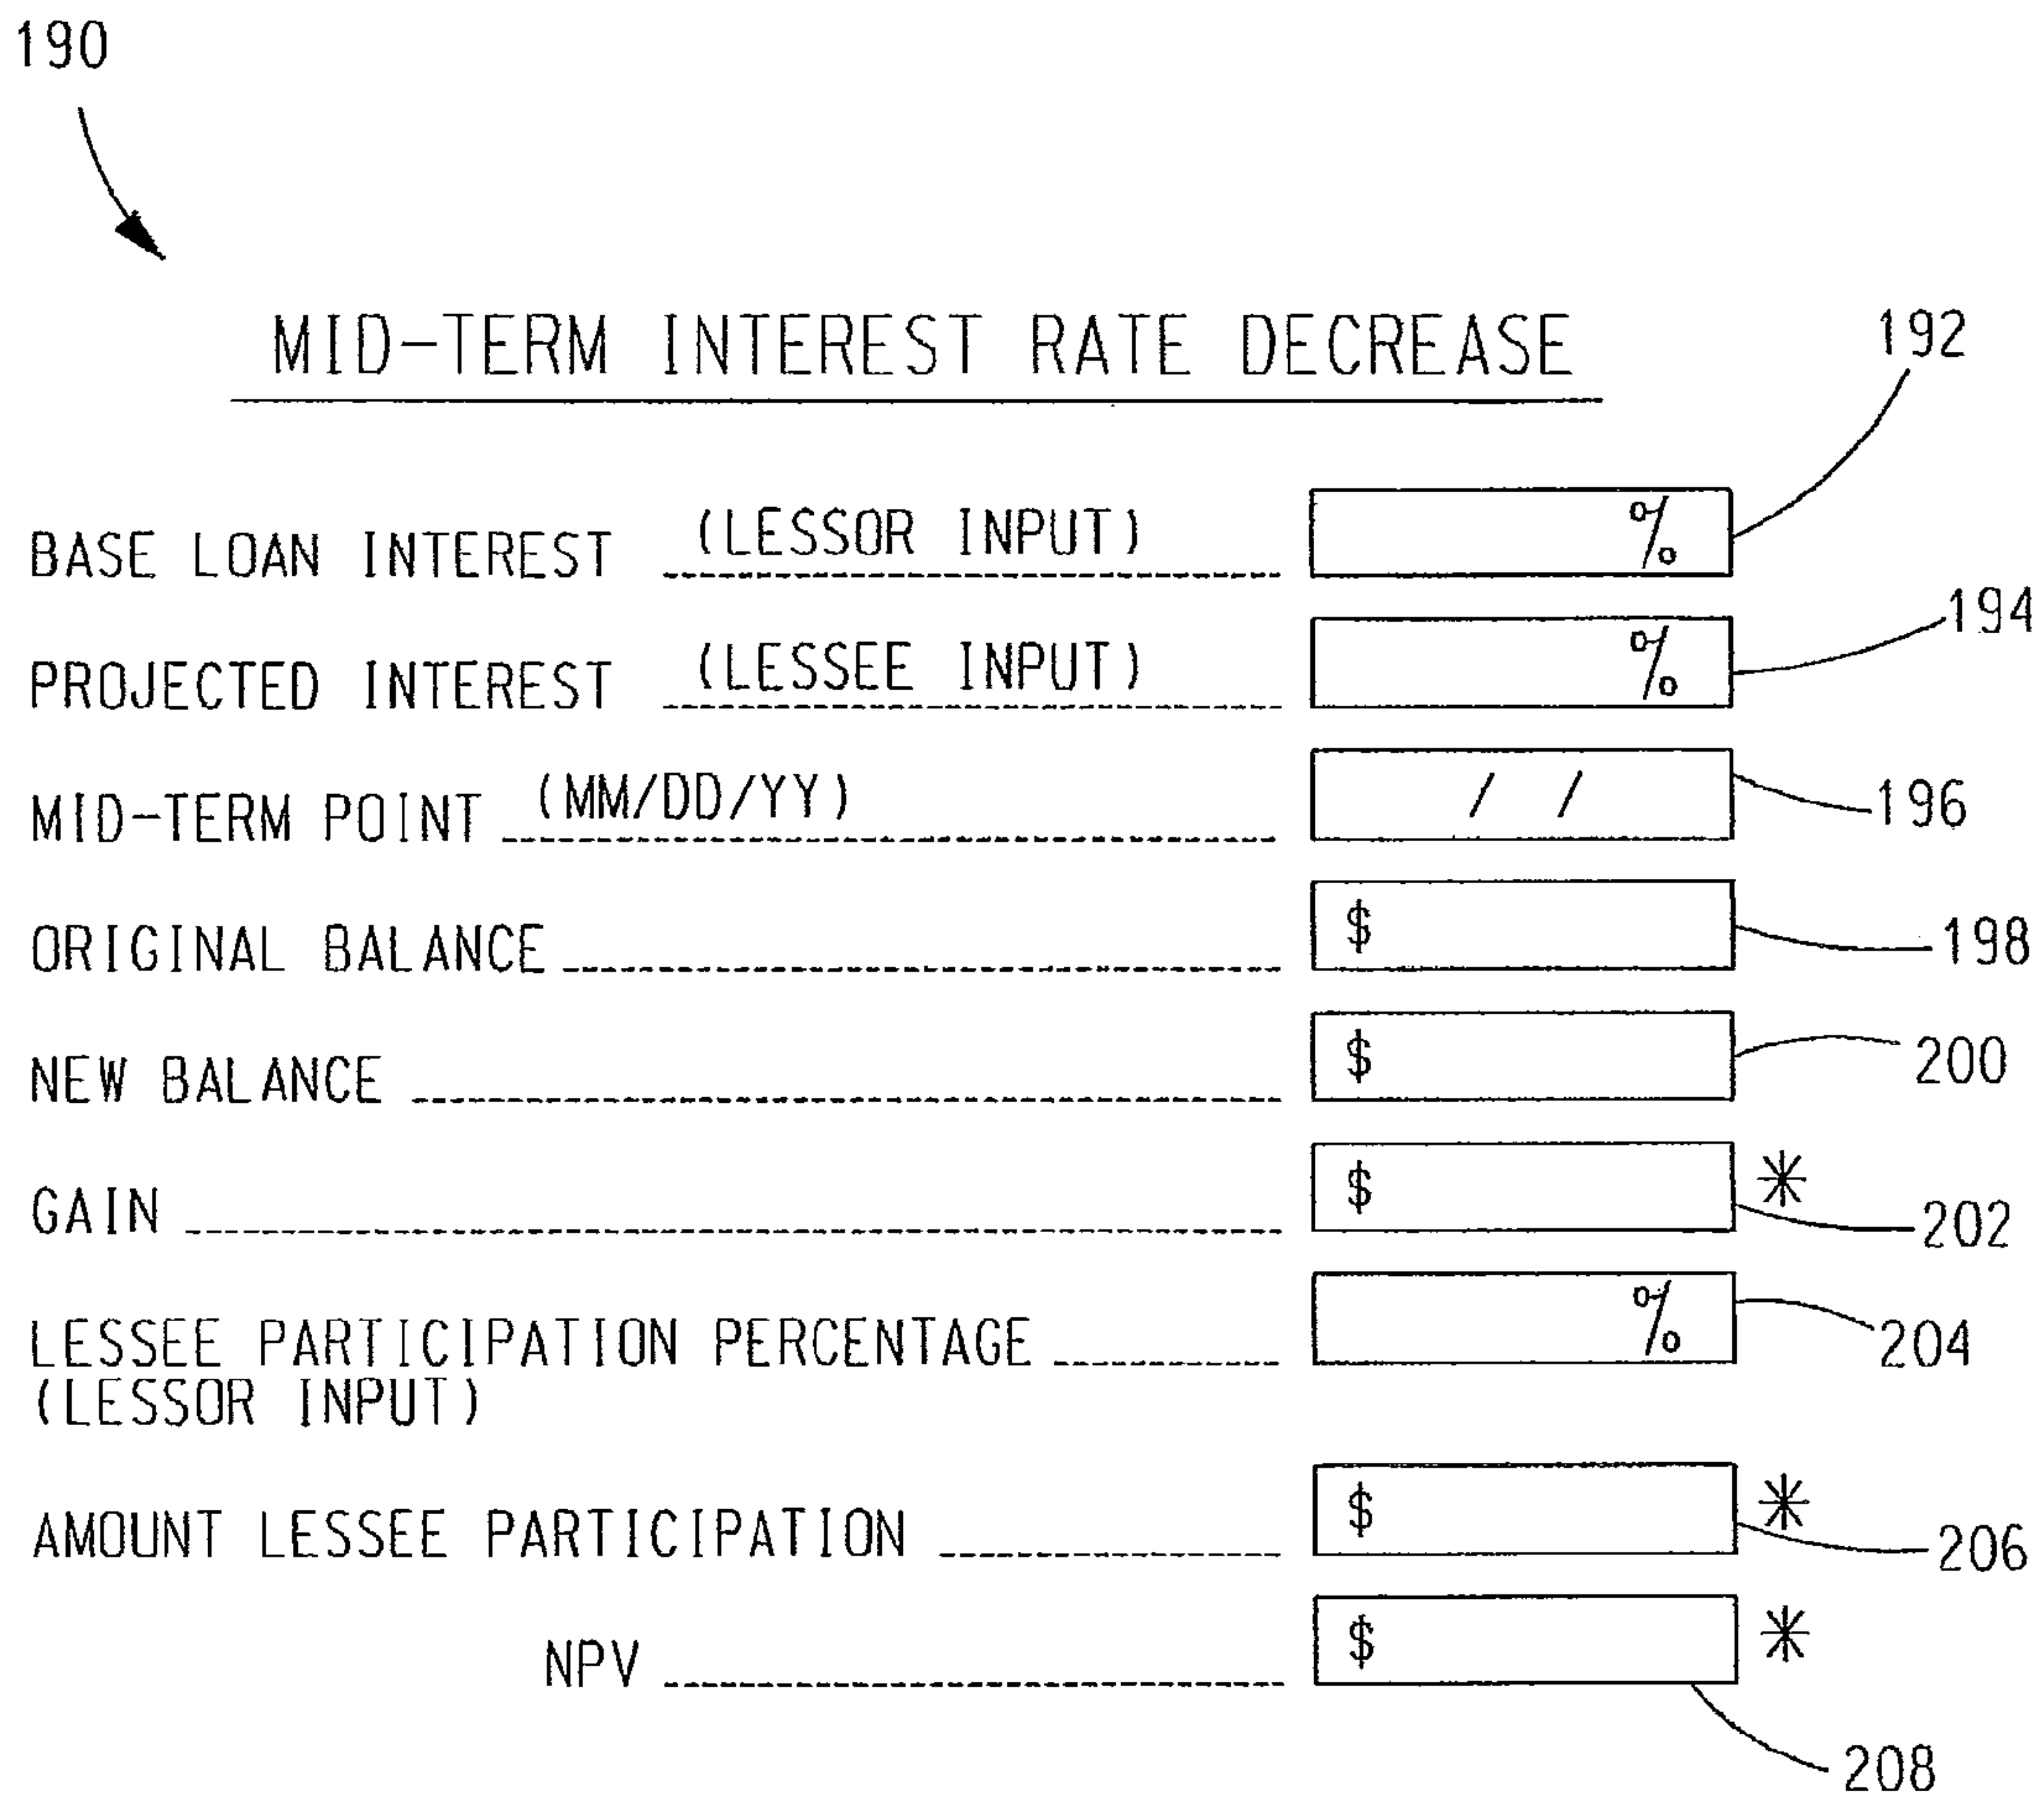 190
MID-TERM INTEREST RATE DECREASE
192
BASE LOAN INTEREST (LESSOR INPUT) %
194
PROJECTED INTEREST (LESSEE INPUT) %
MID-TERM POINT (MM/DD/YY) / / 196
ORIGINAL BALANCE $ 198
NEW BALANCE $ 200
GAIN $ * 202
LESSEE PARTICIPATION PERCENTAGE % 204
(LESSOR INPUT)
AMOUNT LESSEE PARTICIPATION $ * 206
NPV $ *
208